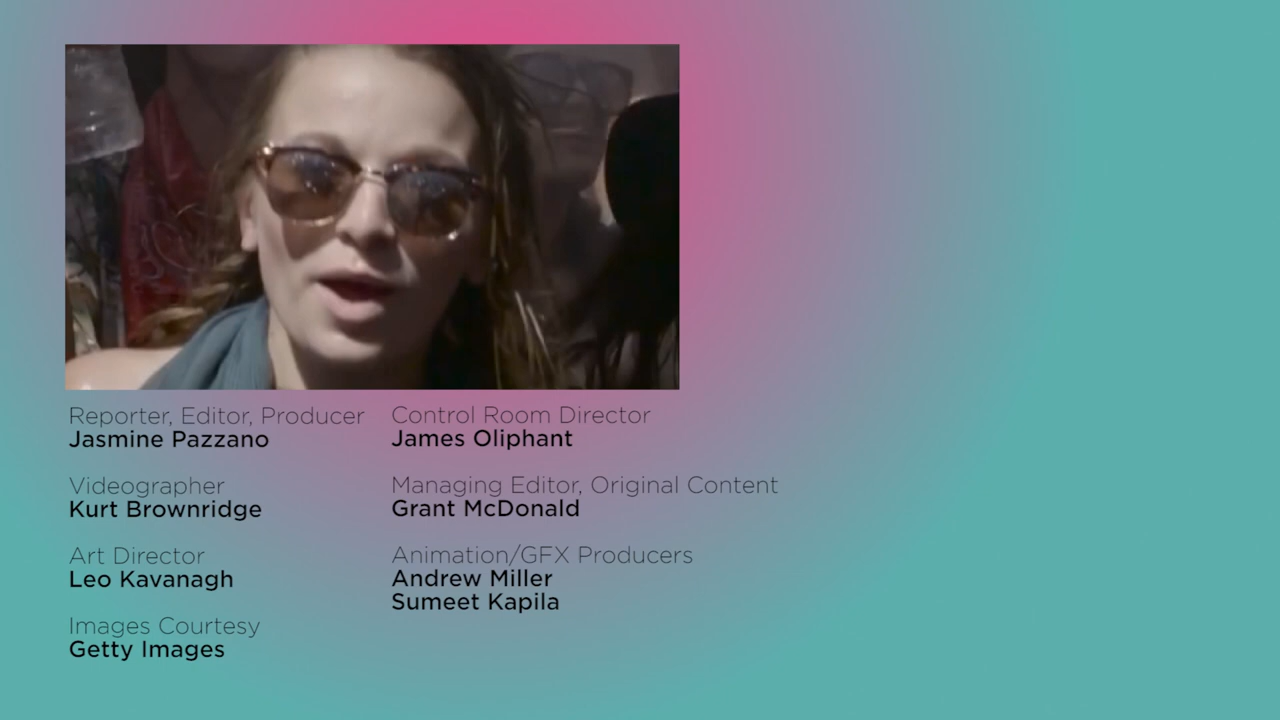 Reporter, Editor, Producer
Jasmine Pazzano
Videographer
Kurt Brownridge
Art Director
Leo Kavanagh
Images Courtesy
Getty Images
Control Room Director
James Oliphant
Managing Editor, Original Content
Grant McDonald
Animation/GFX Producers
Andrew Miller
Sumeet Kapila